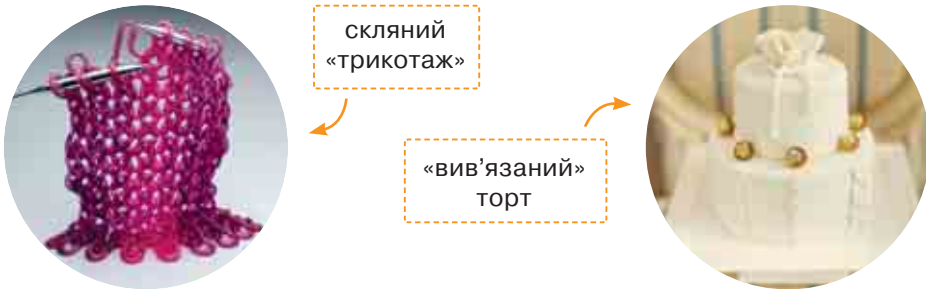 скляний
«трикотаж»
«вив’язаний»
торт